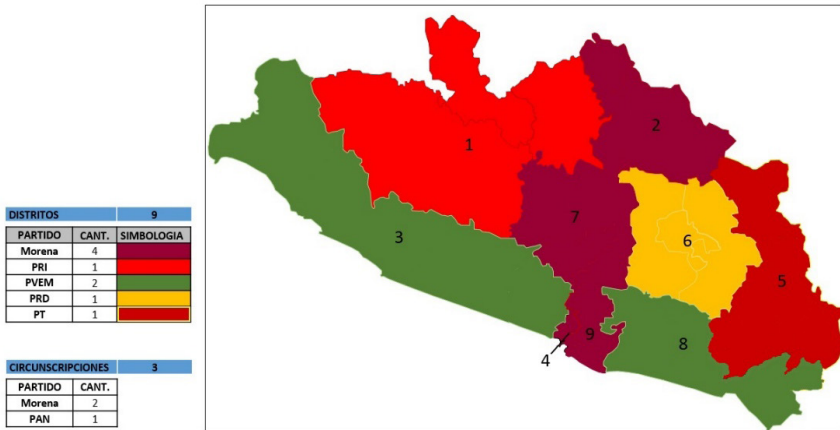 DISTRITOS 9
PARTIDO CANT. SIMBOLOGIA
Morena 4
PRI 1
PVEM 2
PRD 1
PT 1
CIRCUNSCRIPCIONES 3
PARTIDO CANT.
Morena 2
PAN 1
2
1
7
3
6
5
9
8
4